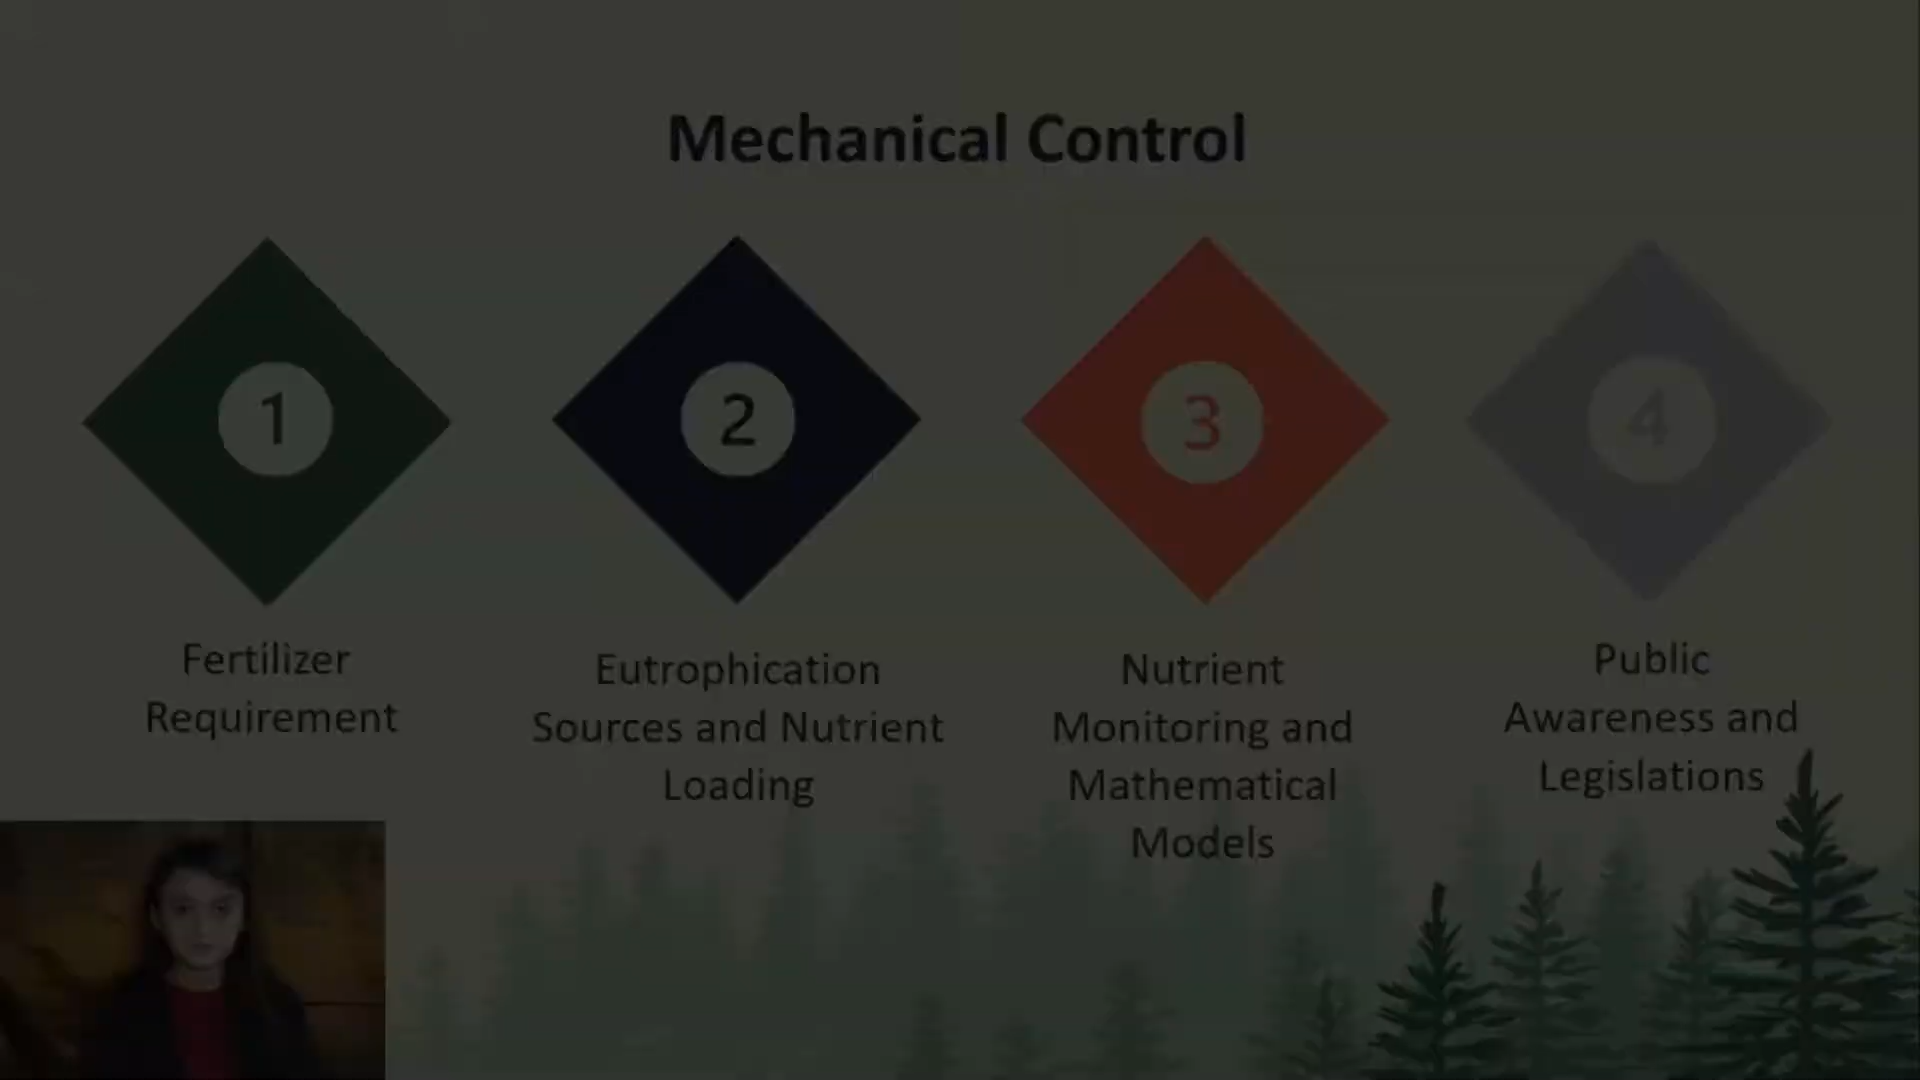 Mechanical Control
1
2
3
4
Fertilizer
Requirement
Eutrophication
Sources and Nutrient
Loading
Nutrient
Monitoring and
Mathematical
Models
Public
Awareness and
Legislations